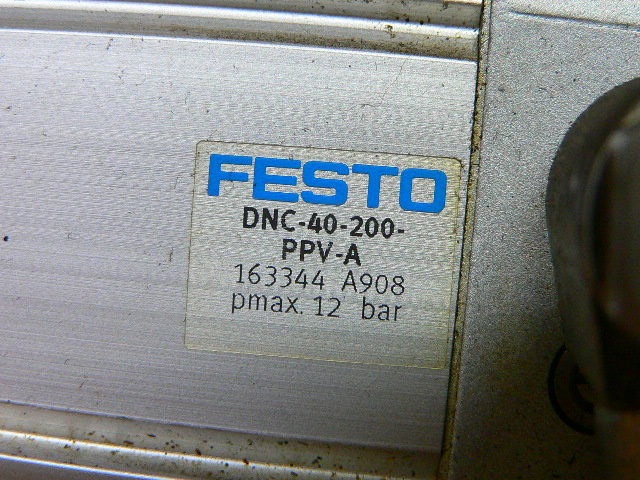 FESTO
DNC-40-200-
PPV-A
163344 A908
pmax. 12 bar